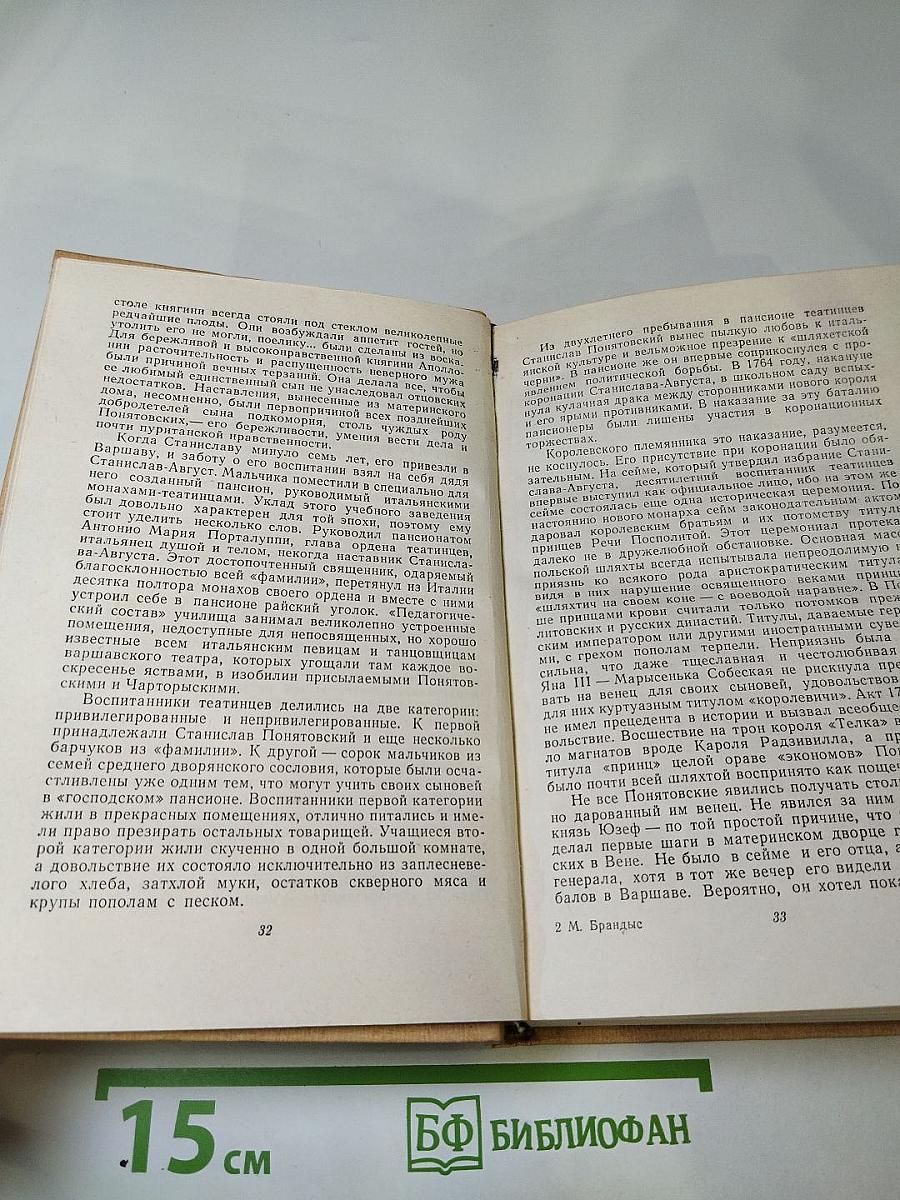 столе княгини всегда стояли под стеклом великолепные
редчайшие плоды. Они возбуждали аппетит гостей, но
утолить его не могли, поелику... были сделаны из воска.
Для бережливой и высоконравственной княгини Аполло-
нии расточительность и распущенность неверного мужа
были причиной вечных терзаний. Она делала все, чтобы
ее любимый единственный сын не унаследовал отцовских
недостатков. Наставления, вынесенные из материнского
дома, несомненно, были первопричиной всех позднейших
добродетелей сына подкомория, столь чуждых роду
Понятовских,— его бережливости, умения вести дела и
почти пуританской нравственности.
Когда Станиславу минуло семь лет, его привезли в
Варшаву, и заботу о его воспитании взял на себя дядя
Станислав-Август. Мальчика поместили в специально для
него созданный пансион, руководимый итальянскими
монахами-театинцами. Уклад этого учебного заведения
был довольно характерен для той эпохи, поэтому ему
стоит уделить несколько слов. Руководил пансионатом
Антонио Мария Порталуппи, глава ордена театинцев,
итальянец душой и телом, некогда наставник Станисла-
ва-Августа. Этот достопочтенный священник, одаряемый
благосклонностью всей «фамилии», перетянул из Италии
десятка полтора монахов своего ордена и вместе с ними
устроил себе в пансионе райский уголок. «Педагогиче-
ский состав» училища занимал великолепно устроенные
помещения, недоступные для непосвященных, но хорошо
известные всем итальянским певицам и танцовщицам
варшавского театра, которых угощали там каждое во-
скресенье яствами, в изобилии присылаемыми Понятов-
скими и Чарторыскими.
Воспитанники театинцев делились на две категории:
привилегированные и непривилегированные. К первой
принадлежали Станислав Понятовский и еще несколько
барчуков из «фамилии». К другой — сорок мальчиков из
семей среднего дворянского сословия, которые были осча-
стливлены уже одним тем, что могут учить своих сыновей
в «господском» пансионе. Воспитанники первой категории
жили в прекрасных помещениях, отлично питались и име-
ли право презирать остальных товарищей. Учащиеся вто-
рой категории жили скученно в одной большой комнате,
а довольствие их состояло исключительно из заплесневе-
лого хлеба, затхлой муки, остатков скверного мяса и
крупы пополам с песком.
32
Из двухлетнего пребывания в пансионе театинцев
Станислав Понятовский вынес пылкую любовь к италь-
янской культуре и вельможное презрение к «шляхетской
черни». В пансионе же он впервые соприкоснулся с про-
явлением политической борьбы. В 1764 году, накануне
коронации Станислава-Августа, в школьном саду вспых-
нула кулачная драка между сторонниками нового короля
и его ярыми противниками. В наказание за эту баталию
пансионеры были лишены участия в коронационных
торжествах.
Королевского племянника это наказание, разумеется,
не коснулось. Его присутствие при коронации было обя-
зательным. На сейме, который утвердил избрание Стани-
слава-Августа, десятилетний воспитанник театинцев
впервые выступил как официальное лицо, ибо на этом же
сейме состоялась еще одна историческая церемония. По
настоянию нового монарха сейм законодательным актом
даровал королевским братьям и их потомству титулы
принцев Речи Посполитой. Этот церемониал протека
далеко не в дружелюбной обстановке. Основная масс
польской шляхты всегда испытывала непреодолимую н
приязнь ко всякого рода аристократическим титула
видя в них нарушение освященного веками принц
«шляхтич на своем коне — с воеводой наравне». В По
ше принцами крови считали только потомков преж
литовских и русских династий. Титулы, даваемые гер
ским императором или другими иностранными суве
ми, с грехом пополам терпели. Неприязнь была
сильна, что даже тщеславная и честолюбивая
Яна III — Марысенька Собеская не рискнула пре
вать на венец для своих сыновей, удовольствов
для них куртуазным титулом «королевичи». Акт 17
не имел прецедента в истории и вызвал всеобще
вольствие. Восшествие на трон короля «Телка» в
ло магнатов вроде Кароля Радзивилла, а пр
титула «принц» целой ораве «экономов» Пон
было почти всей шляхтой воспринято как пощеч
Не все Понятовские явились получать стол
но дарованный им венец. Не явился за ним
князь Юзеф — по той простой причине, что
делал первые шаги в материнском дворце г
ских в Вене. Не было в сейме и его отца, а
генерала, хотя в тот же вечер его видели
балов в Варшаве. Вероятно, он хотел пока
2 М. Брандыс
33
15 см
БФ БИБЛИОФАН